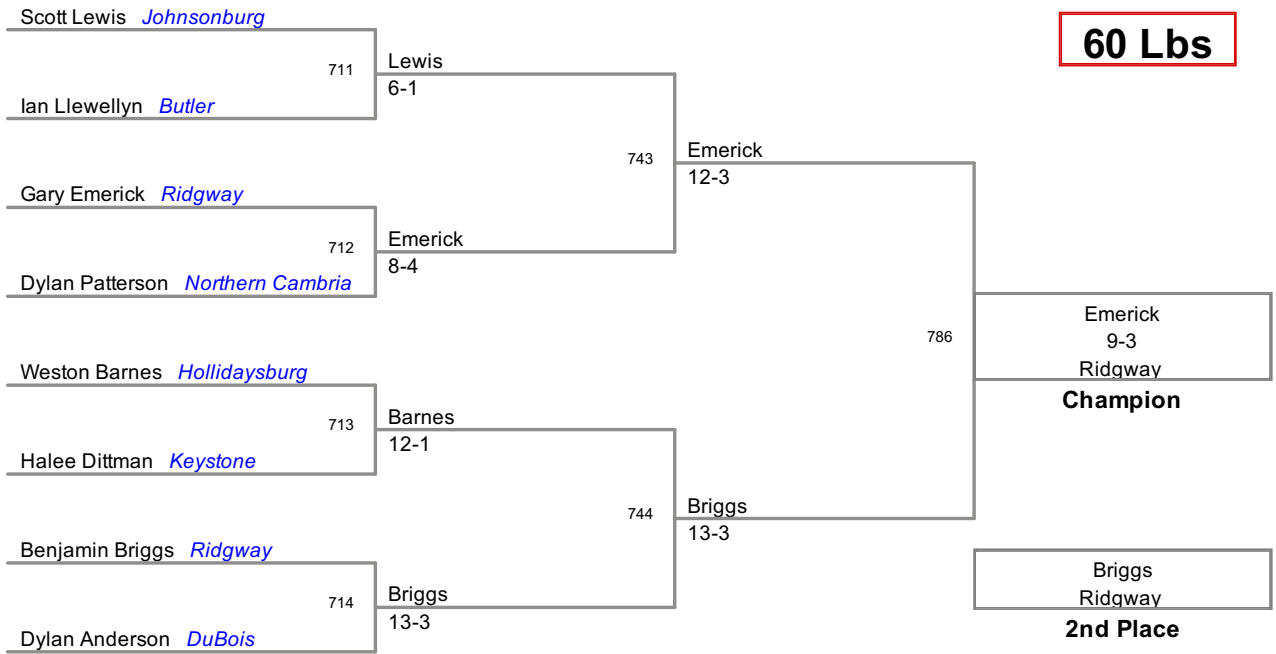 Scott Lewis Johnsonburg
60 Lbs
711
Lewis
6-1
Ian Llewellyn Butler
743
Emerick
12-3
Gary Emerick Ridgway
712
Emerick
8-4
Dylan Patterson Northern Cambria
786
Emerick
9-3
Ridgway
Champion
Weston Barnes Hollidaysburg
713
Barnes
12-1
Halee Dittman Keystone
744
Briggs
13-3
Benjamin Briggs Ridgway
714
Briggs
13-3
Dylan Anderson DuBois
Briggs
Ridgway
2nd Place